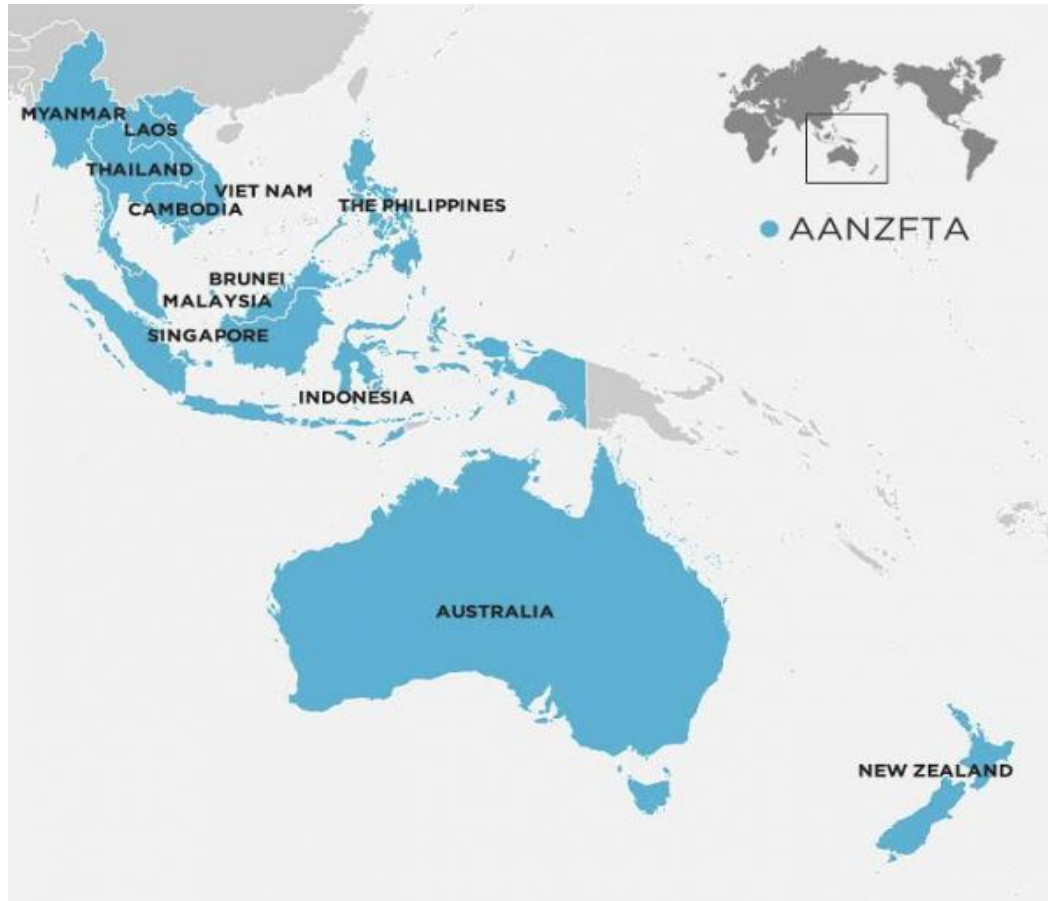 MYANMAR
LAOS
THAILAND
VIET NAM
CAMBODIA
THE PHILIPPINES
AANZFTA
BRUNEI
MALAYSIA
SINGAPORE
INDONESIA
AUSTRALIA
NEW ZEALAND